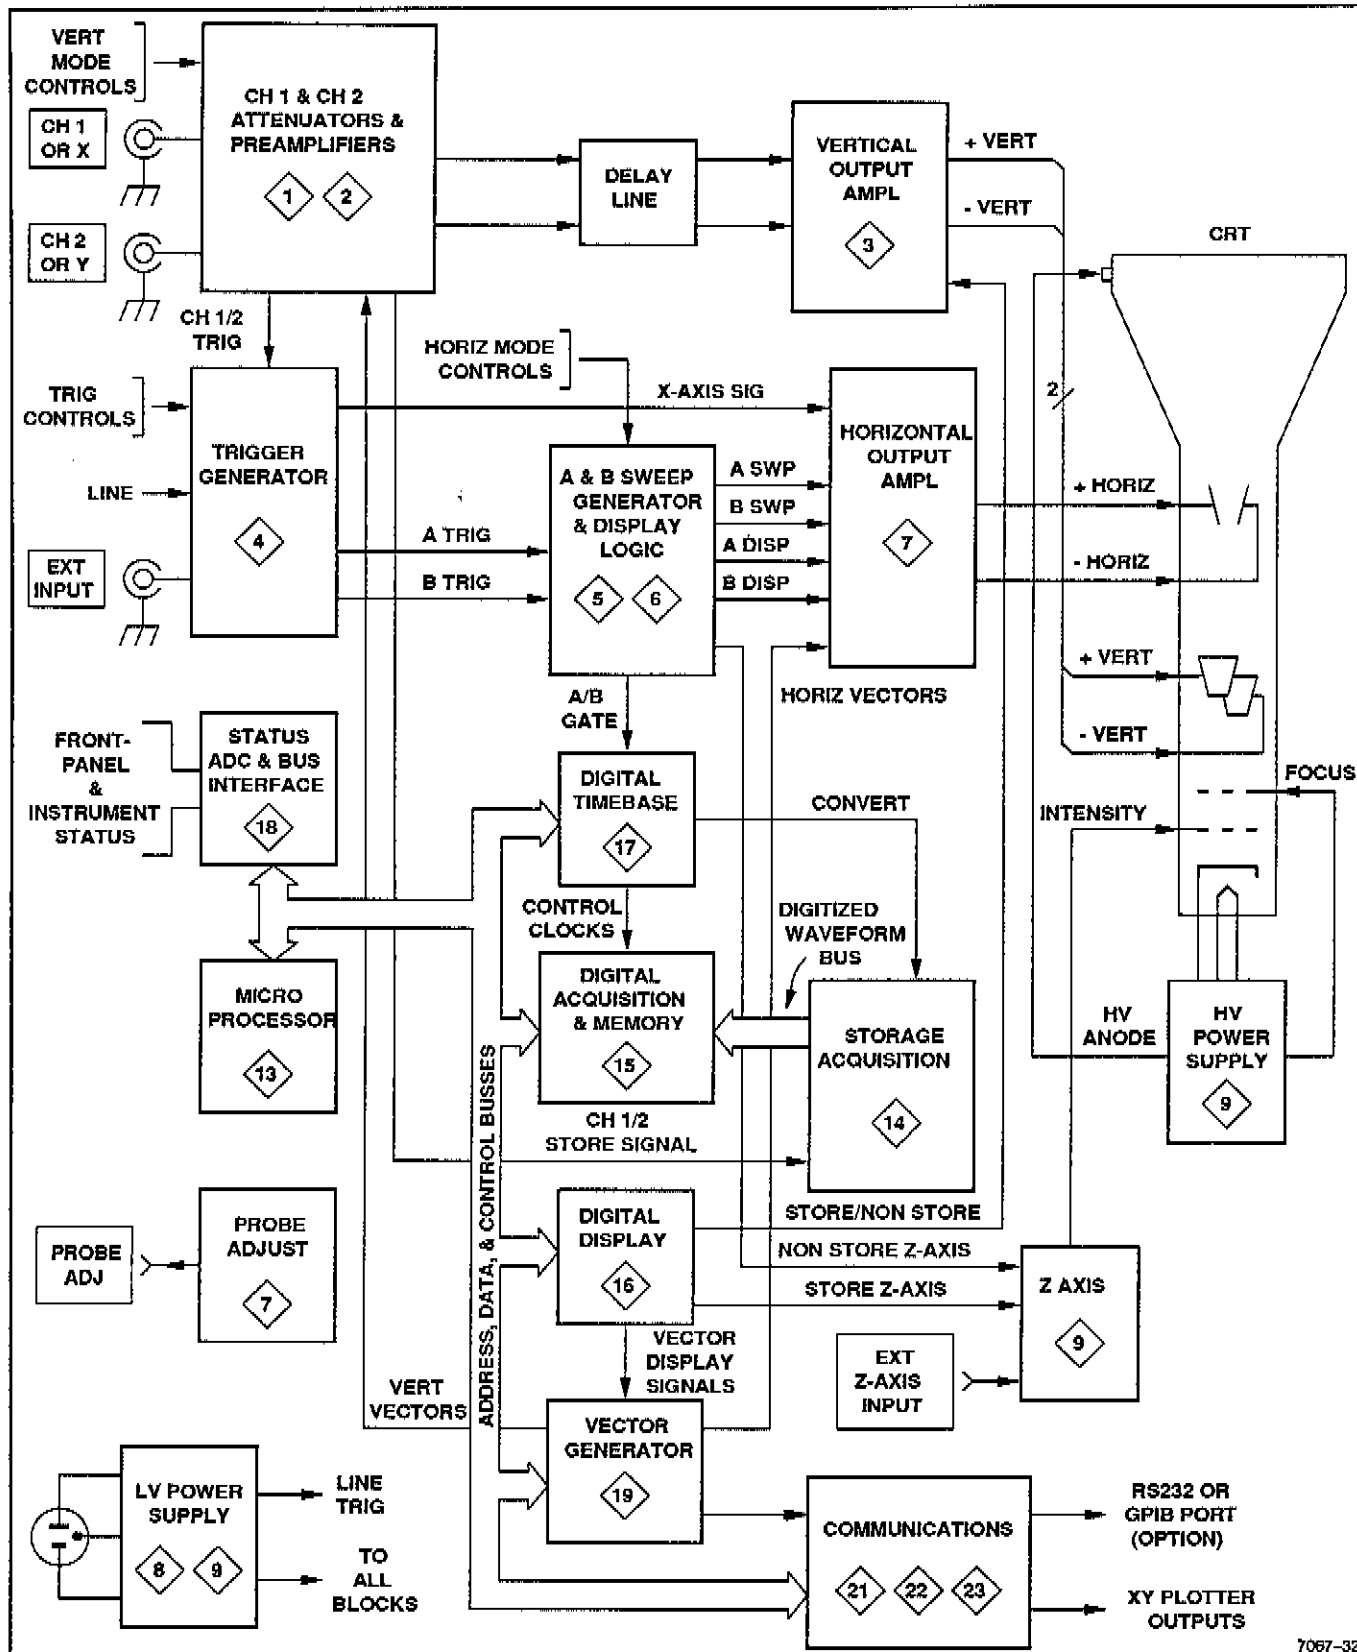 VERT
MODE
CONTROLS
CH 1
OR X
CH 2
OR Y
CH 1 & CH 2
ATTENUATORS &
PREAMPLIFIERS
1
2
DELAY
LINE
VERTICAL
OUTPUT
AMPL
3
+ VERT
- VERT
CRT
CH 1/2
TRIG
HORIZ MODE
CONTROLS
TRIG
CONTROLS
LINE
EXT
INPUT
TRIGGER
GENERATOR
4
X-AXIS SIG
A TRIG
B TRIG
A & B SWEEP
GENERATOR
& DISPLAY
LOGIC
5
6
A SWP
B SWP
A DISP
B DISP
HORIZONTAL
OUTPUT
AMPL
7
2
+ HORIZ
- HORIZ
+ VERT
- VERT
FOCUS
INTENSITY
HORIZ VECTORS
A/B
GATE
FRONT-
PANEL
&
INSTRUMENT
STATUS
STATUS
ADC & BUS
INTERFACE
18
DIGITAL
TIMEBASE
17
CONVERT
CONTROL
CLOCKS
DIGITIZED
WAVEFORM
BUS
MICRO
PROCESSOR
13
DIGITAL
ACQUISITION
& MEMORY
15
STORAGE
ACQUISITION
14
HV
ANODE
HV
POWER
SUPPLY
9
CH 1/2
STORE SIGNAL
ADDRESS, DATA, & CONTROL BUSSES
PROBE
ADJ
PROBE
ADJUST
7
DIGITAL
DISPLAY
16
STORE/NON STORE
NON STORE Z-AXIS
STORE Z-AXIS
Z AXIS
9
EXT
Z-AXIS
INPUT
VECTOR
DISPLAY
SIGNALS
VERT
VECTORS
VECTOR
GENERATOR
19
LV POWER
SUPPLY
8
9
LINE
TRIG
TO
ALL
BLOCKS
COMMUNICATIONS
21
22
23
RS232 OR
GPIB PORT
(OPTION)
XY PLOTTER
OUTPUTS
7067-32